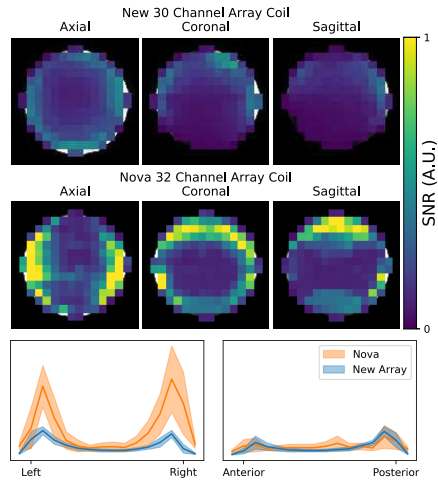 New 30 Channel Array Coil
Axial Coronal Sagittal
Nova 32 Channel Array Coil
Axial Coronal Sagittal
1
SNR (A.U.)
0
Nova
New Array
Left Right Anterior Posterior